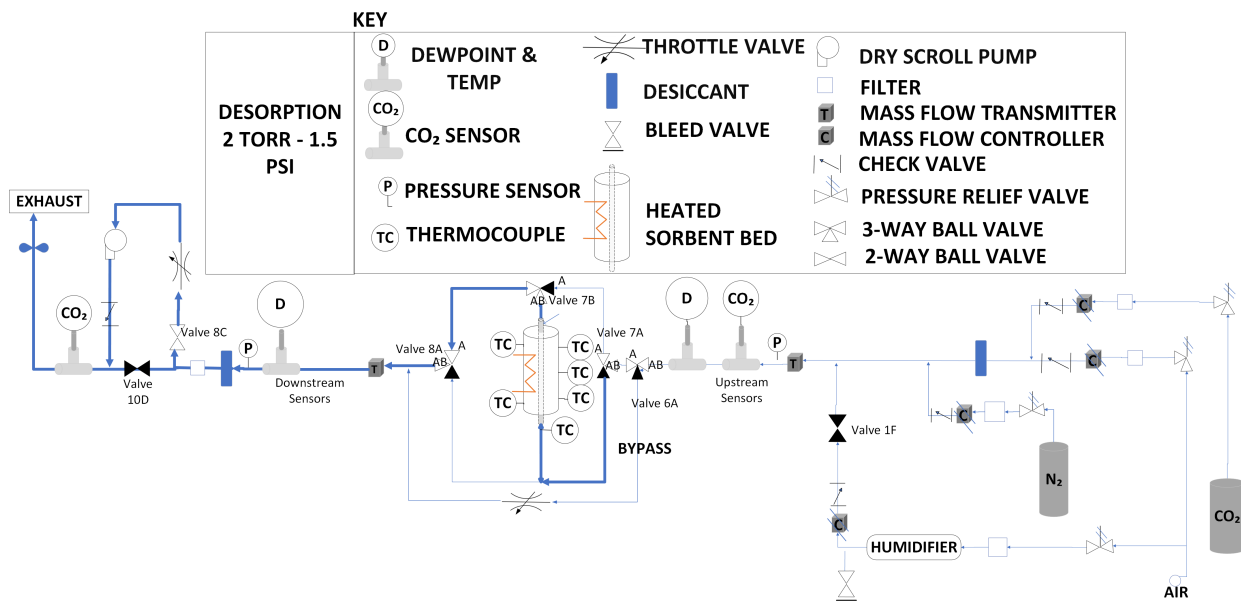 KEY
DESORPTION
2 TORR - 1.5
PSI
D
DEWPOINT &
TEMP
CO₂
CO₂ SENSOR
P
PRESSURE SENSOR
TC
THERMOCOUPLE
THROTTLE VALVE
DESICCANT
BLEED VALVE
HEATED
SORBENT BED
DRY SCROLL PUMP
FILTER
T
MASS FLOW TRANSMITTER
C
MASS FLOW CONTROLLER
CHECK VALVE
PRESSURE RELIEF VALVE
3-WAY BALL VALVE
2-WAY BALL VALVE
EXHAUST
CO₂
Valve
10D
Valve 8C
P
D
Downstream
Sensors
T
Valve 8A
A
AB
A
AB
Valve 7B
TC
TC
TC
TC
TC
TC
Valve 7A
A
AB
A
AB
Valve 6A
BYPASS
D
CO₂
Upstream
Sensors
P
T
Valve 1F
C
HUMIDIFIER
C
N₂
C
C
CO₂
AIR